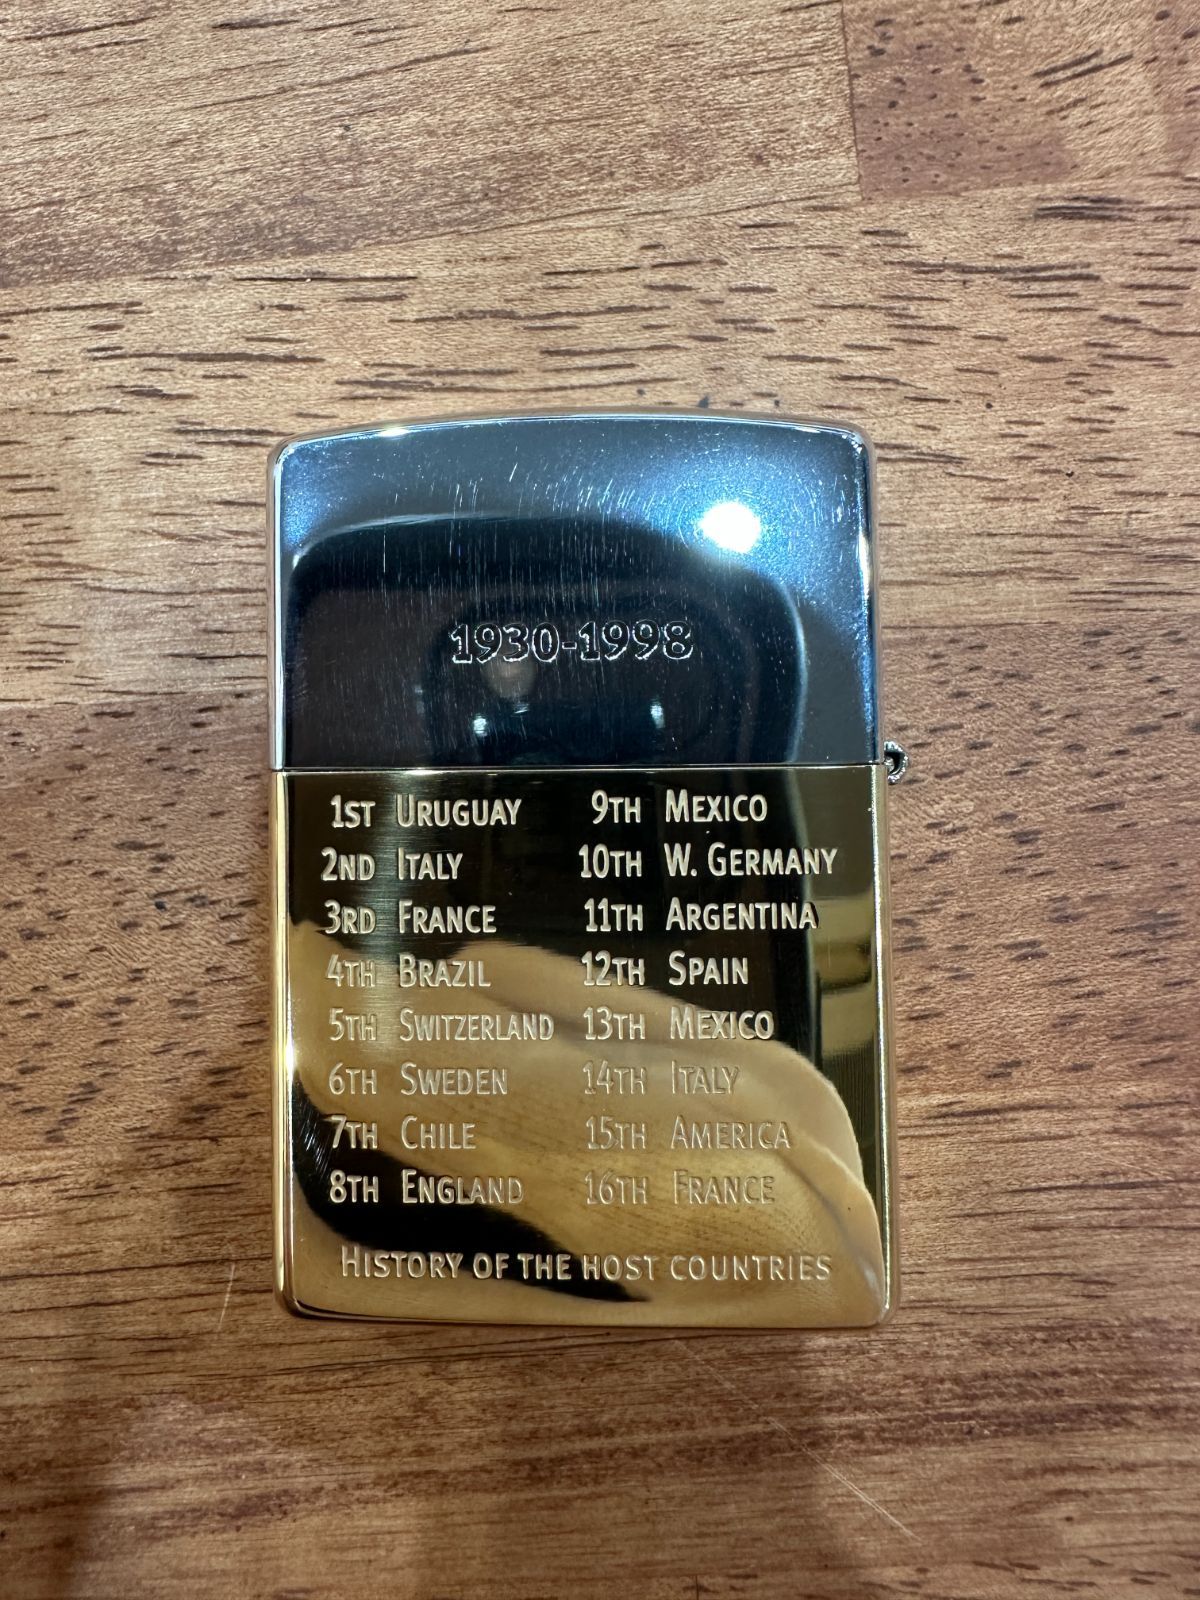 1930-1998
1ST URUGUAY 9TH MEXICO
2ND ITALY 10TH W. GERMANY
3RD FRANCE 11TH ARGENTINA
4TH BRAZIL 12TH SPAIN
5TH SWITZERLAND 13TH MEXICO
6TH SWEDEN 14TH ITALY
7TH CHILE 15TH AMERICA
8TH ENGLAND 16TH FRANCE
HISTORY OF THE HOST COUNTRIES